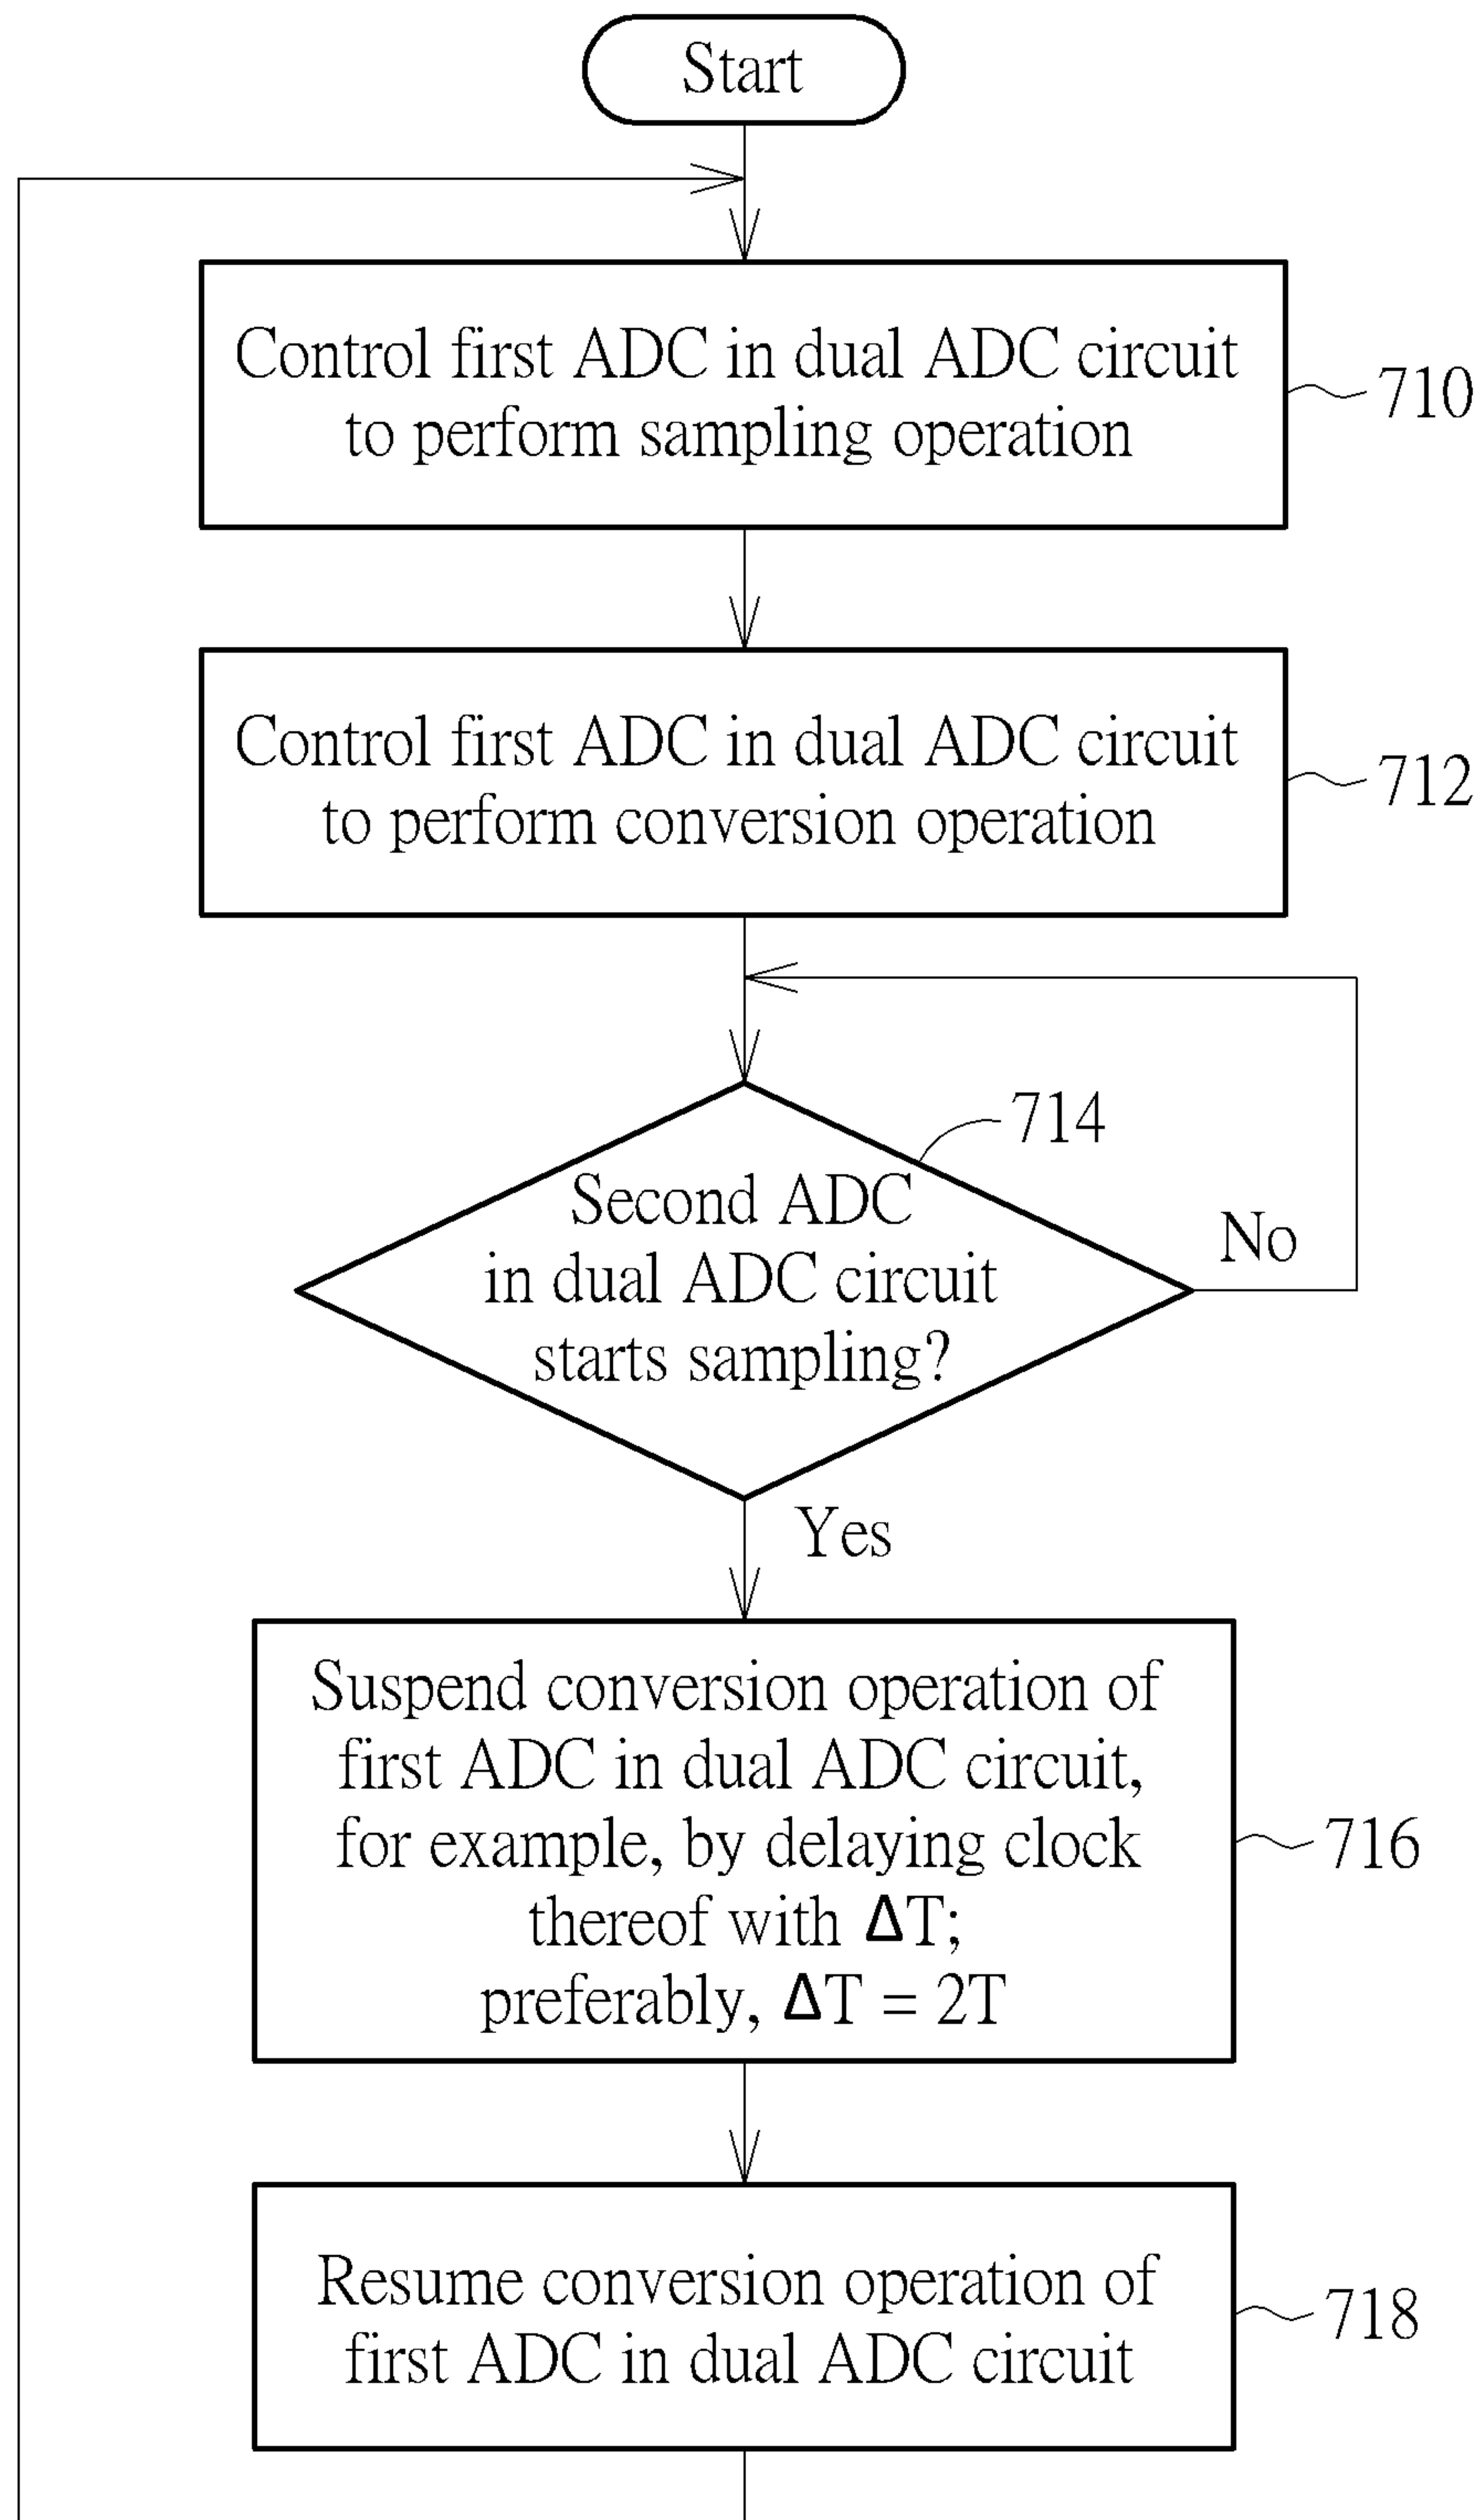 Start
Control first ADC in dual ADC circuit
to perform sampling operation
710
Control first ADC in dual ADC circuit
to perform conversion operation
712
714
Second ADC
in dual ADC circuit
starts sampling?
No
Yes
Suspend conversion operation of
first ADC in dual ADC circuit,
for example, by delaying clock
thereof with ΔT;
preferably, ΔT = 2T
716
Resume conversion operation of
first ADC in dual ADC circuit
718